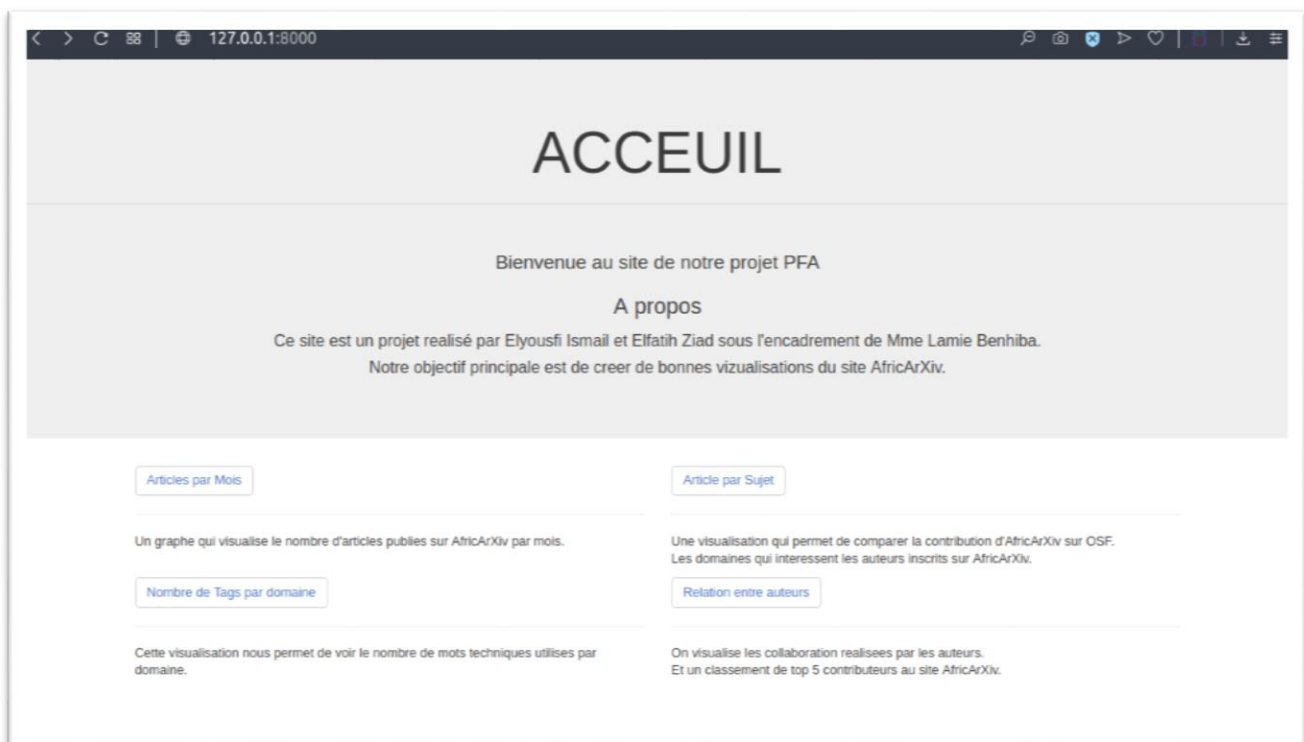 127.0.0.1:8000
ACCEUIL
Bienvenue au site de notre projet PFA
A propos
Ce site est un projet realisé par Elyousfi Ismail et Elfatih Ziad sous l'encadrement de Mme Lamie Benhiba.
Notre objectif principale est de creer de bonnes vizualisations du site AfricArXiv.
Articles par Mois
Un graphe qui visualise le nombre d'articles publies sur AfricArXiv par mois.
Article par Sujet
Une visualisation qui permet de comparer la contribution d'AfricArXiv sur OSF.
Les domaines qui interessent les auteurs inscrits sur AfricArXiv.
Nombre de Tags par domaine
Cette visualisation nous permet de voir le nombre de mots techniques utilises par
domaine.
Relation entre auteurs
On visualise les collaboration realisees par les auteurs.
Et un classement de top 5 contributeurs au site AfricArXiv.